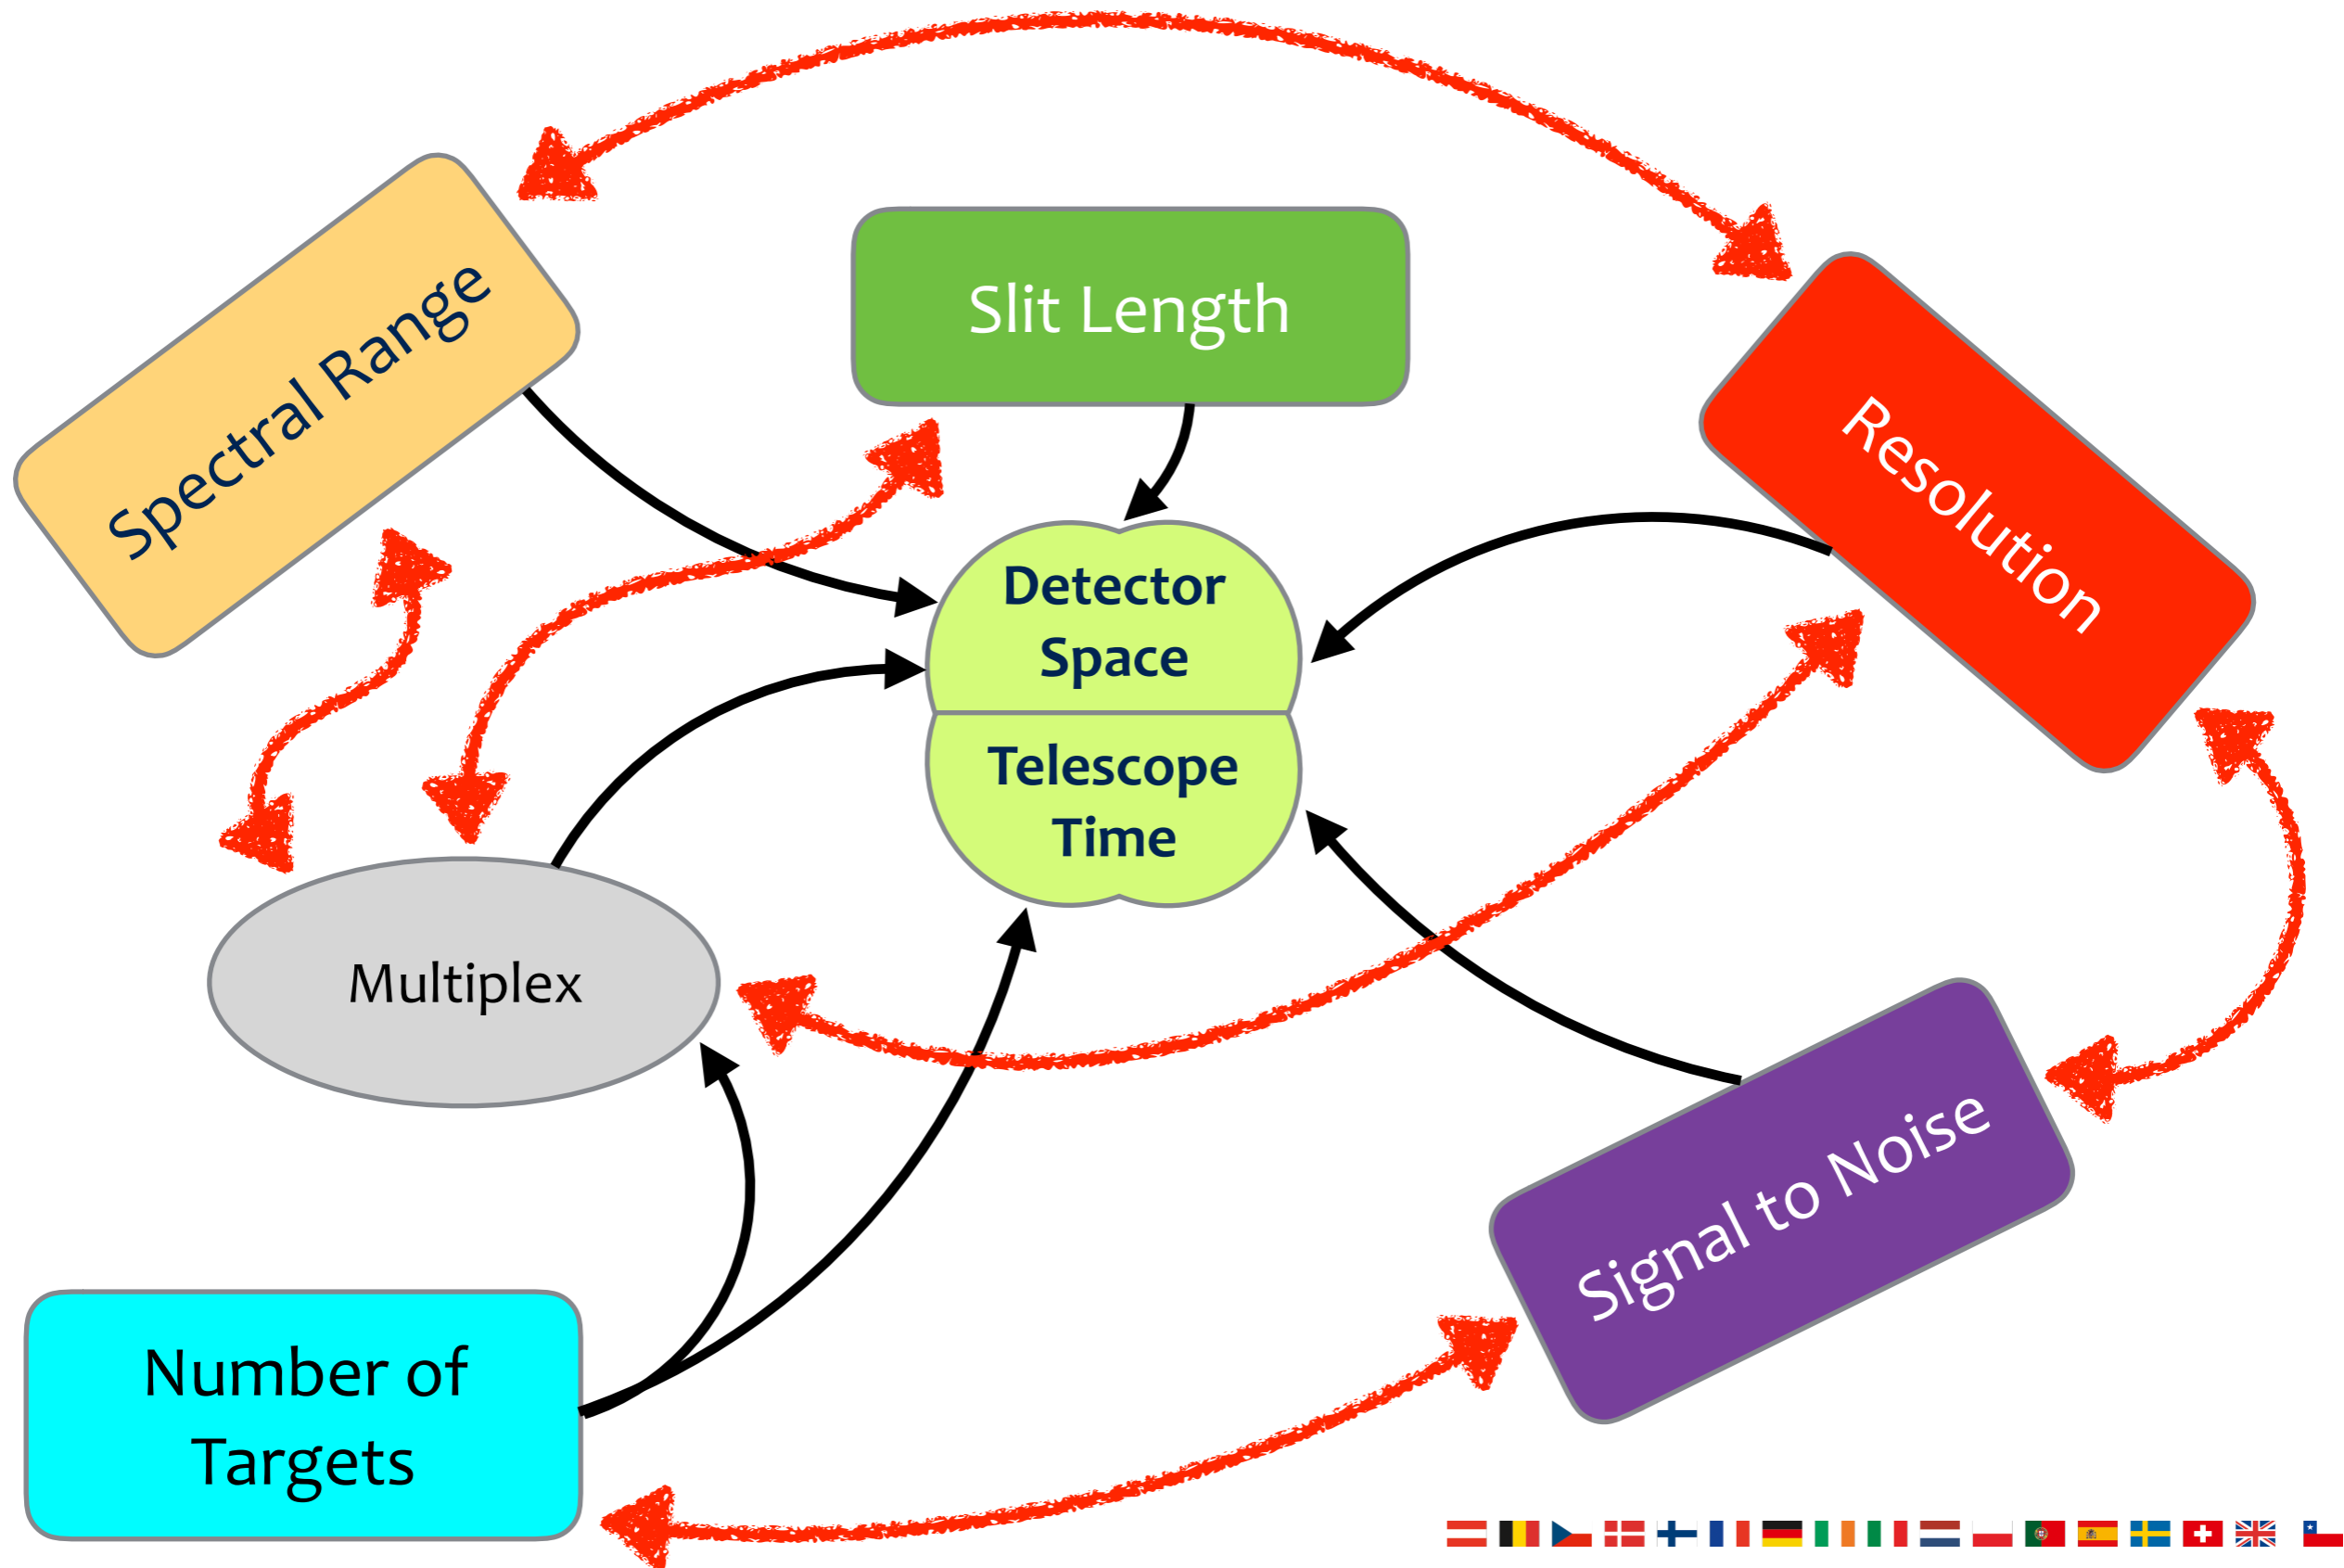 Spectral Range
Slit Length
Resolution
Detector
Space
Telescope
Time
Multiplex
Signal to Noise
Number of
Targets